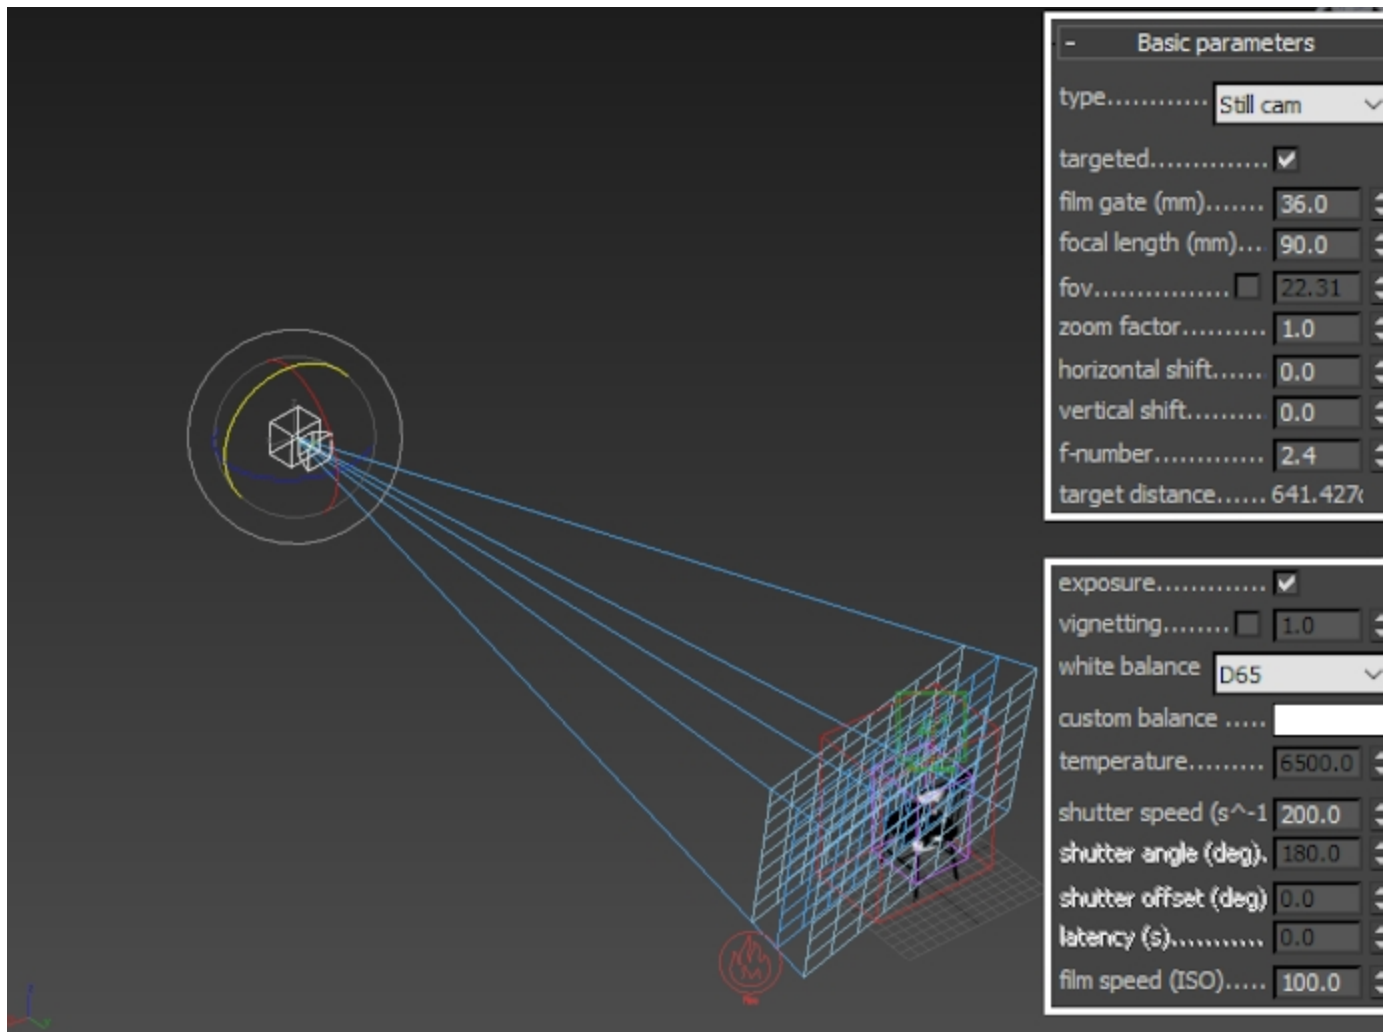 - Basic parameters
type............ Still cam
targeted..............
film gate (mm)....... 36.0
focal length (mm)... 90.0
fov................ 22.31
zoom factor.......... 1.0
horizontal shift...... 0.0
vertical shift......... 0.0
f-number............. 2.4
target distance...... 641.427
exposure.............
vignetting........ 1.0
white balance D65
custom balance .....
temperature......... 6500.0
shutter speed (s^-1 200.0
shutter angle (deg). 180.0
shutter offset (deg) 0.0
latency (s)........... 0.0
film speed (ISO)..... 100.0